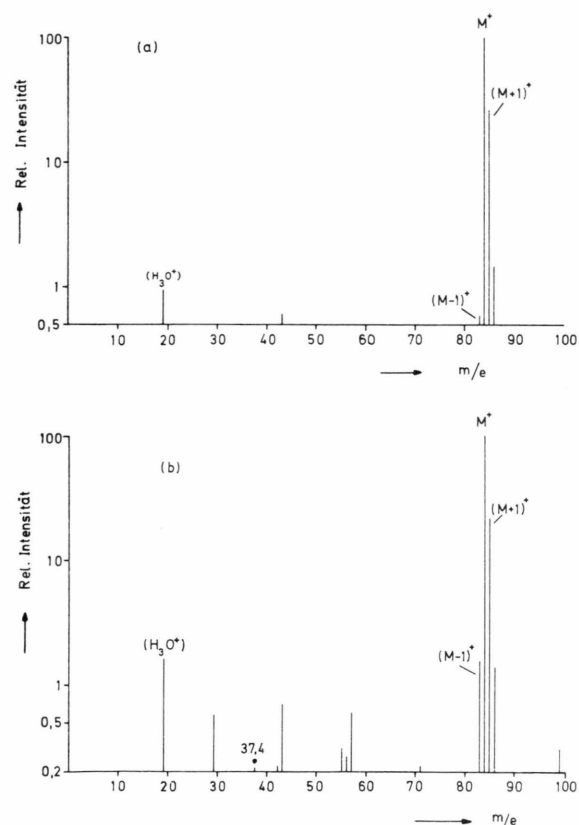 (a)
M⁺
(M+1)⁺
(H₃O⁺)
(M-1)⁺
Rel. Intensität
100
10
1
0,5
10 20 30 40 50 60 70 80 90 100
m/e
(b)
M⁺
(M+1)⁺
(H₃O⁺)
(M-1)⁺
37,4
Rel. Intensität
100
10
1
0,5
0,2
10 20 30 40 50 60 70 80 90 100
m/e